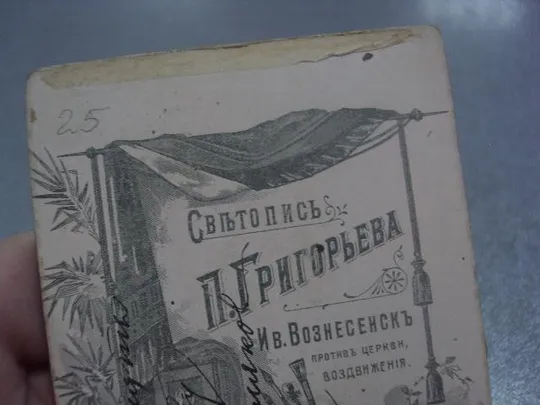 25
Свѣтопись
П. Григорьева
Ив. Вознесенскъ
противъ церкви,
воздвиженія.